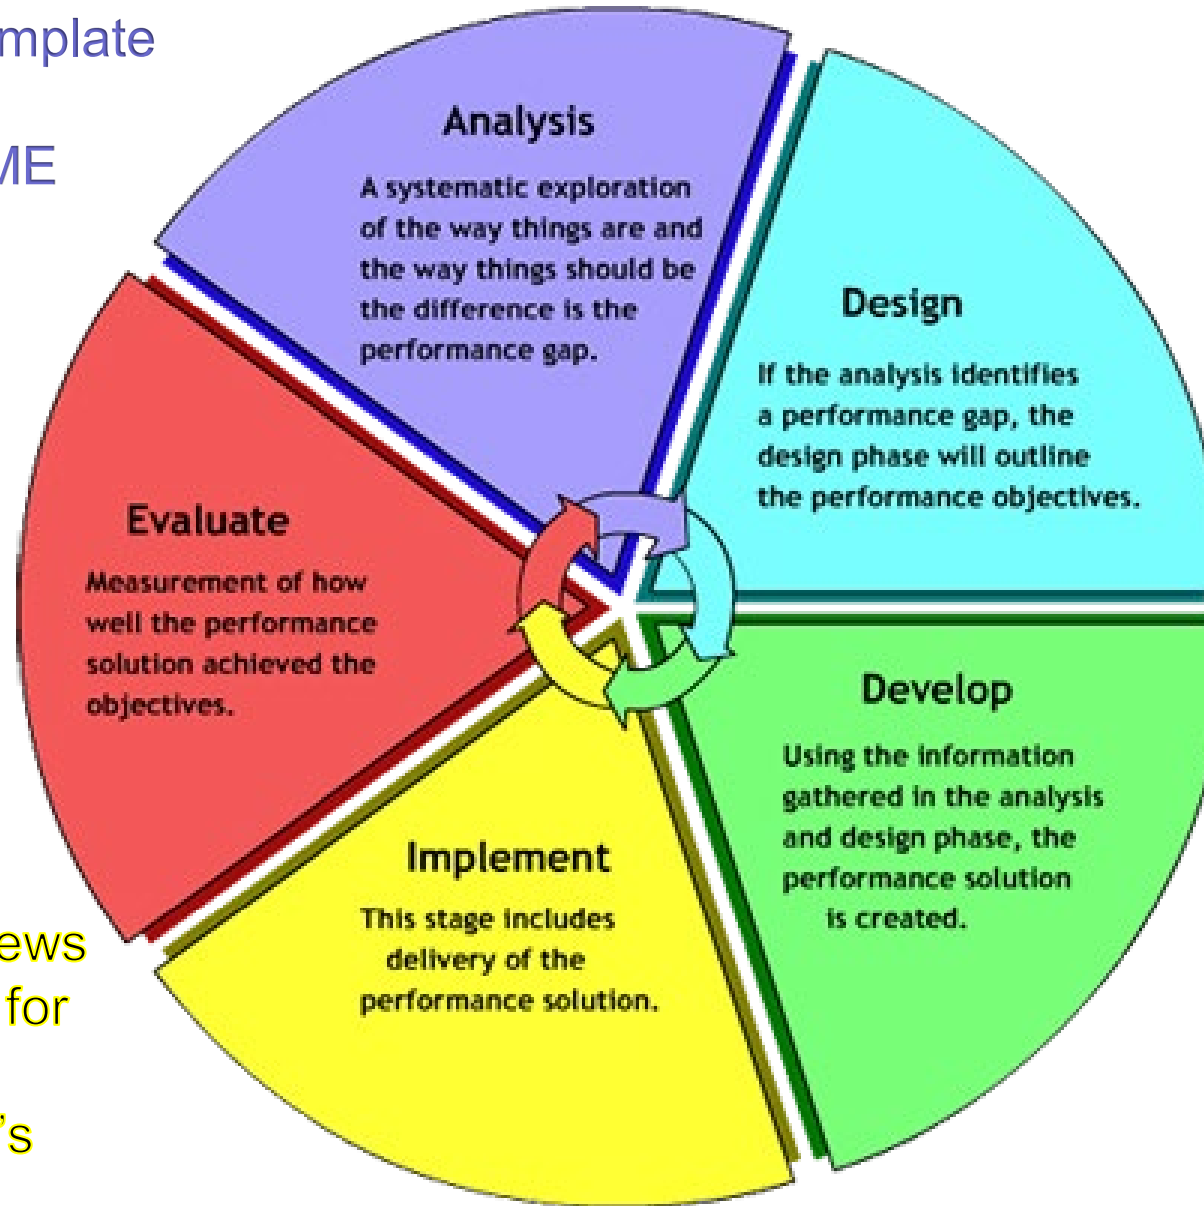 mplate
ME
Analysis
A systematic exploration
of the way things are and
the way things should be
the difference is the
performance gap.
Design
If the analysis identifies
a performance gap, the
design phase will outline
the performance objectives.
Develop
Using the information
gathered in the analysis
and design phase, the
performance solution
is created.
Implement
This stage includes
delivery of the
performance solution.
Evaluate
Measurement of how
well the performance
solution achieved the
objectives.
ews
for
’s